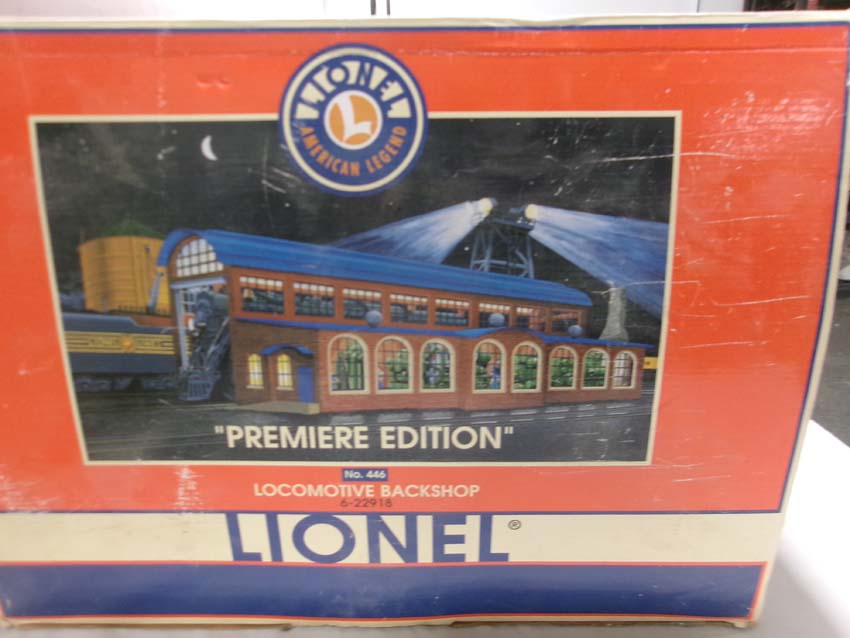 LIONEL
AMERICAN LEGEND
L
"PREMIERE EDITION"
No. 446
LOCOMOTIVE BACKSHOP
6-22918
LIONEL®